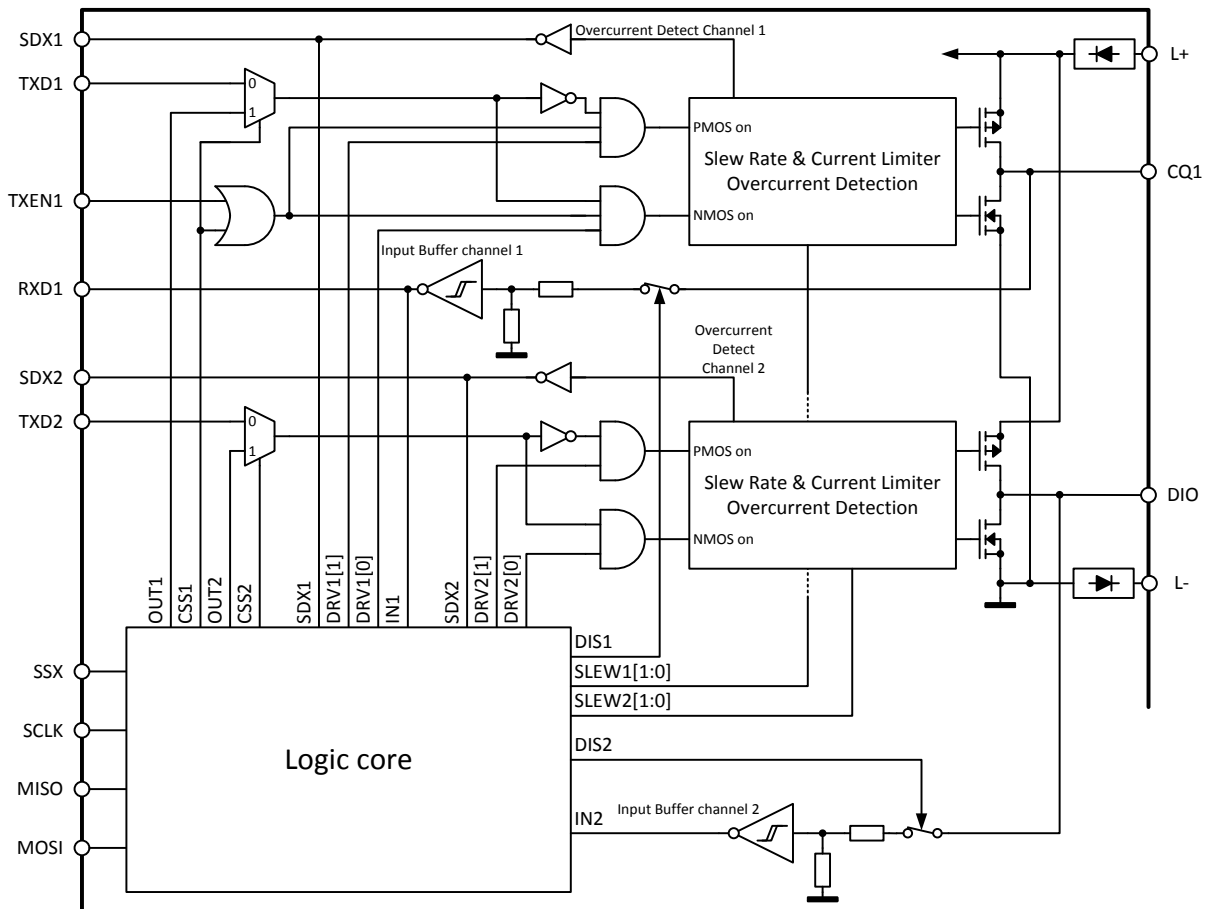 SDX1
Overcurrent Detect Channel 1
L+
TXD1
0
1
PMOS on
Slew Rate & Current Limiter
Overcurrent Detection
CQ1
TXEN1
NMOS on
Input Buffer channel 1
RXD1
Overcurrent
Detect
Channel 2
SDX2
TXD2
0
1
PMOS on
Slew Rate & Current Limiter
Overcurrent Detection
DIO
NMOS on
OUT1
CSS1
OUT2
CSS2
SDX1
DRV1[1]
DRV1[0]
IN1
SDX2
DRV2[1]
DRV2[0]
L-
DIS1
SSX
SLEW1[1:0]
SLEW2[1:0]
SCLK
DIS2
Logic core
MISO
Input Buffer channel 2
IN2
MOSI